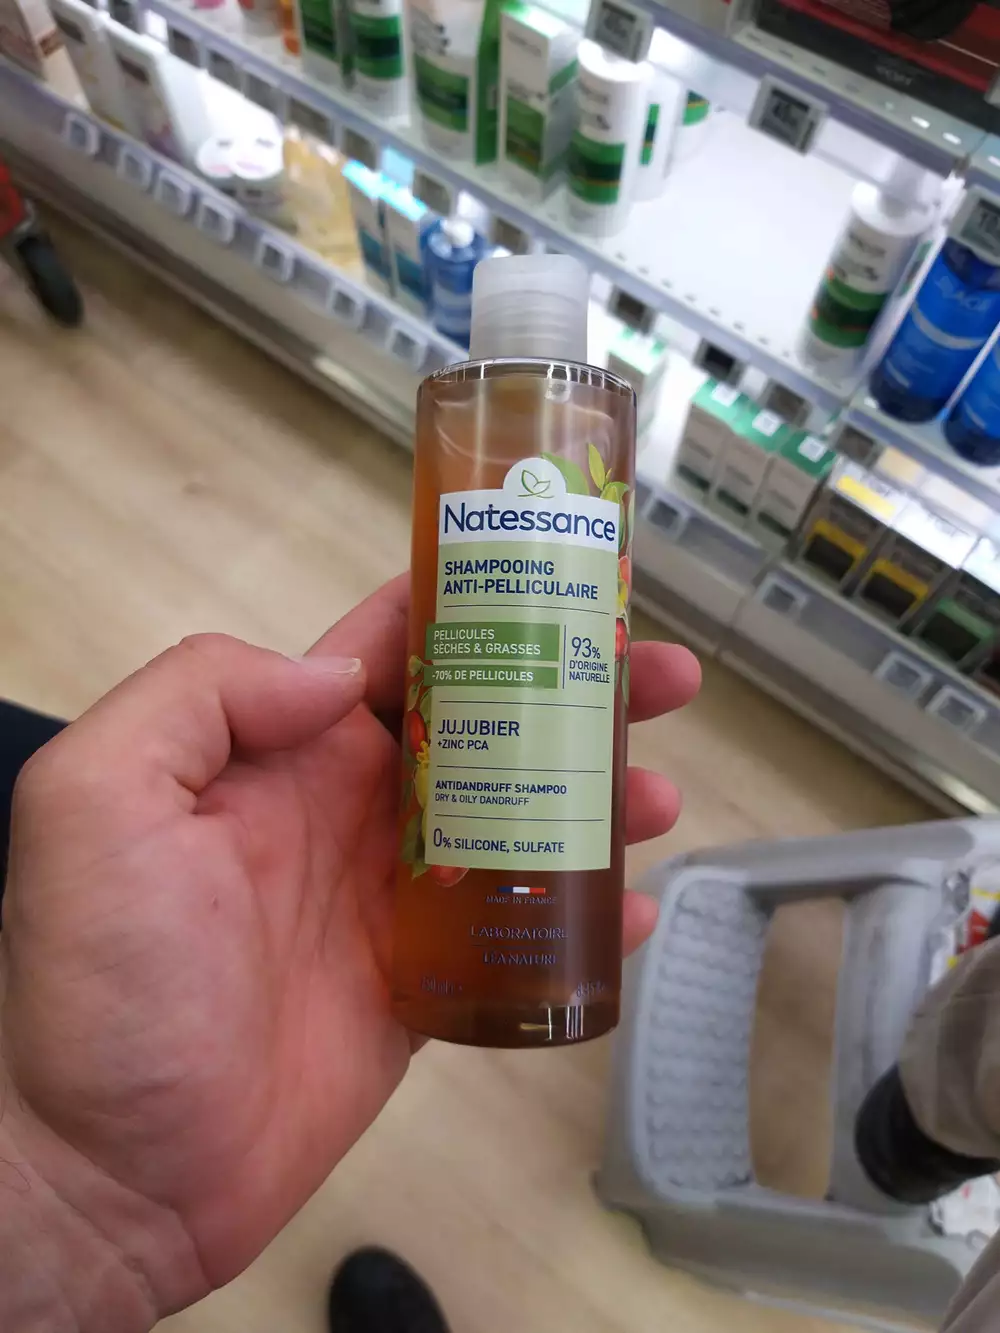 Natessance
SHAMPOOING
ANTI-PELLICULAIRE
PELLICULES
SÈCHES & GRASSES
-70% DE PELLICULES
93%
D'ORIGINE
NATURELLE
JUJUBIER
+ZINC PCA
ANTIDANDRUFF SHAMPOO
DRY & OILY DANDRUFF
0% SILICONE, SULFATE
MADE IN FRANCE
LABORATOIRE
LÉA NATURE